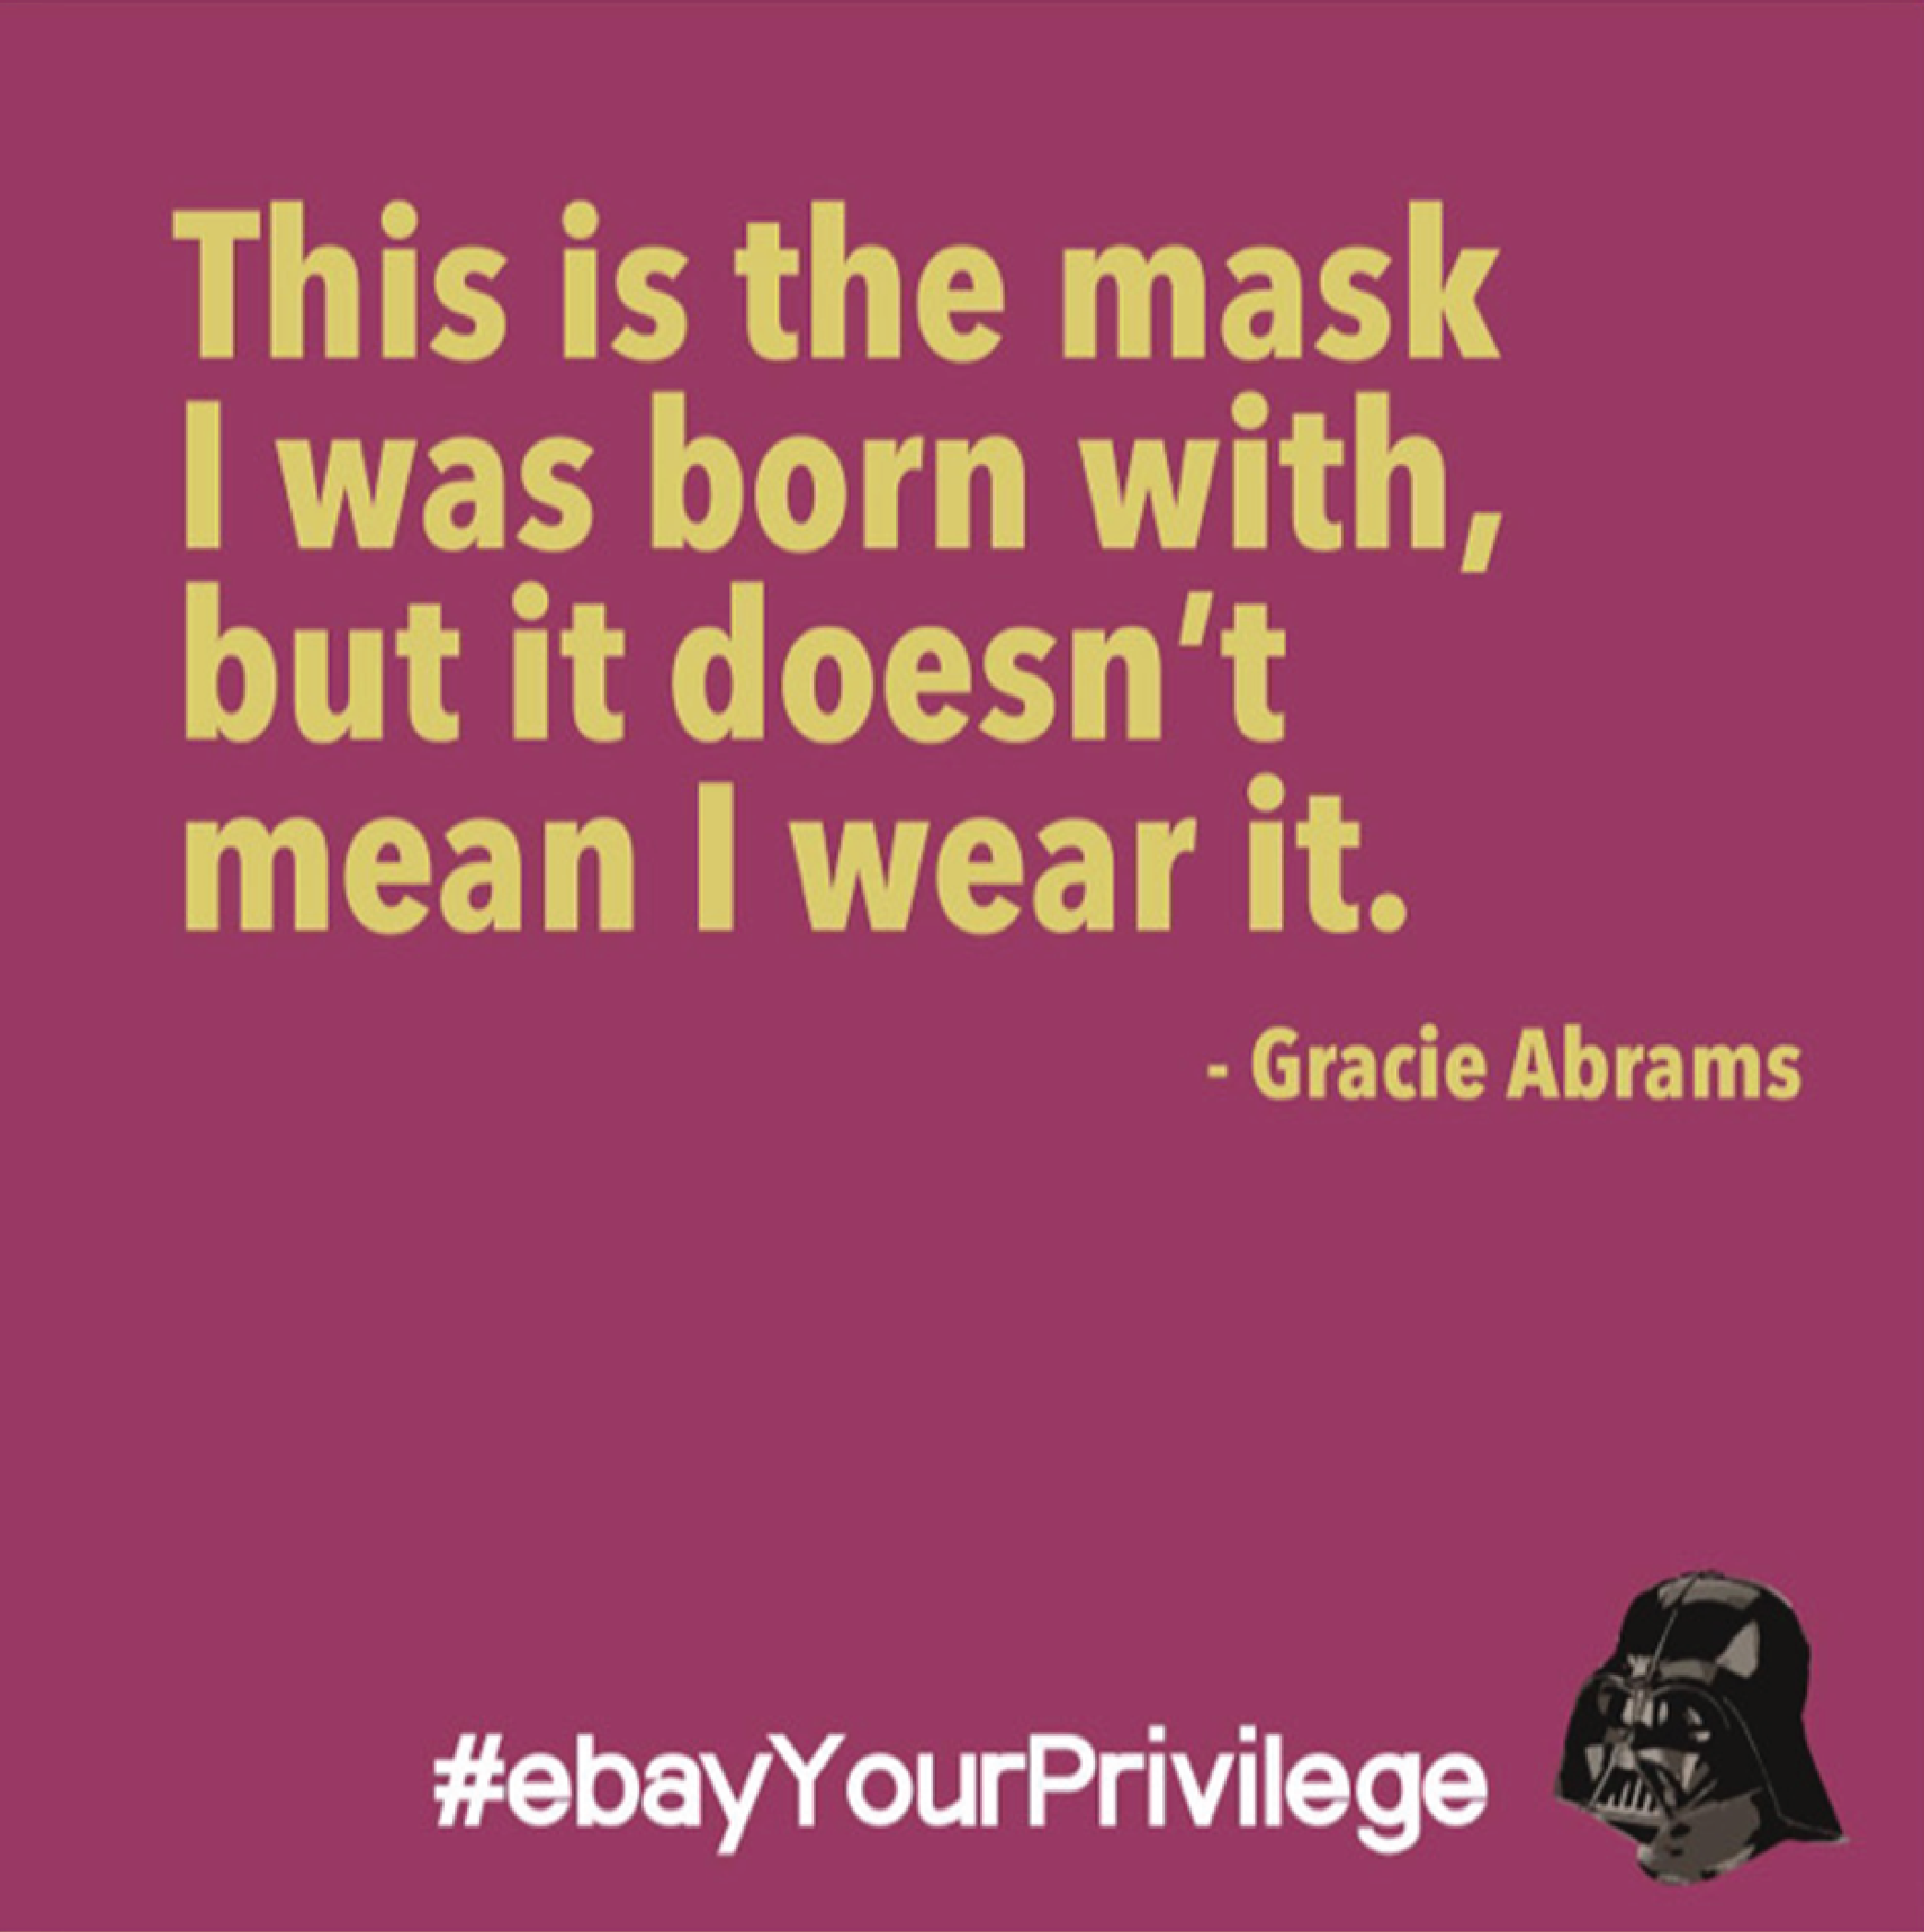 This is the mask
I was born with,
but it doesn't
mean I wear it.
- Gracie Abrams
#ebayYourPrivilege